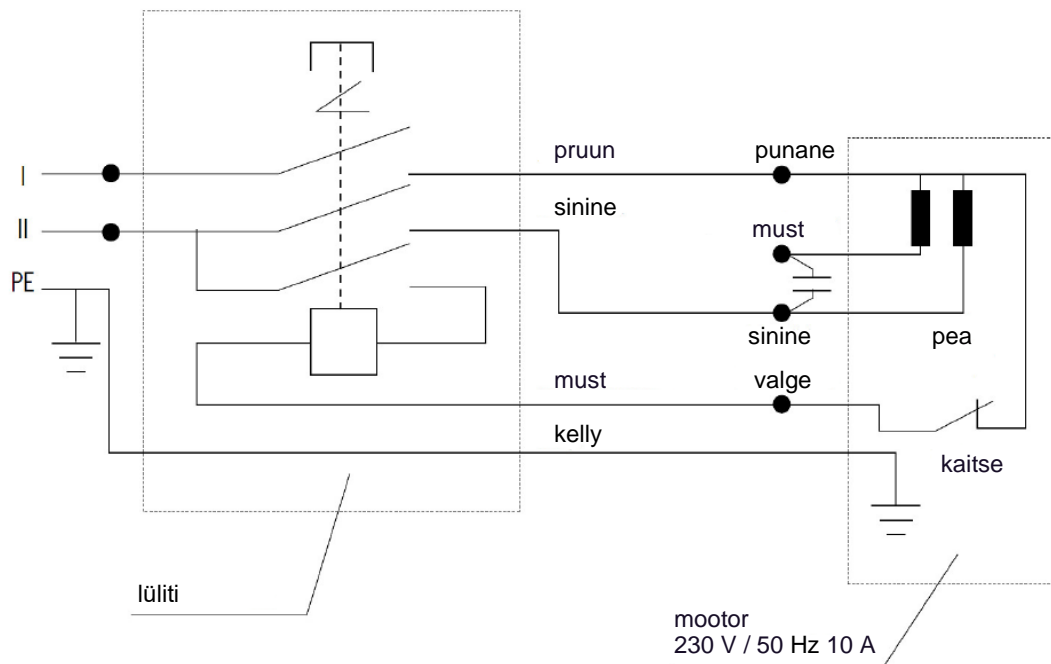 I
pruun
punane
II
sinine
must
PE
sinine
pea
must
valge
kelly
kaitse
lüliti
mootor
230 V / 50 Hz 10 A